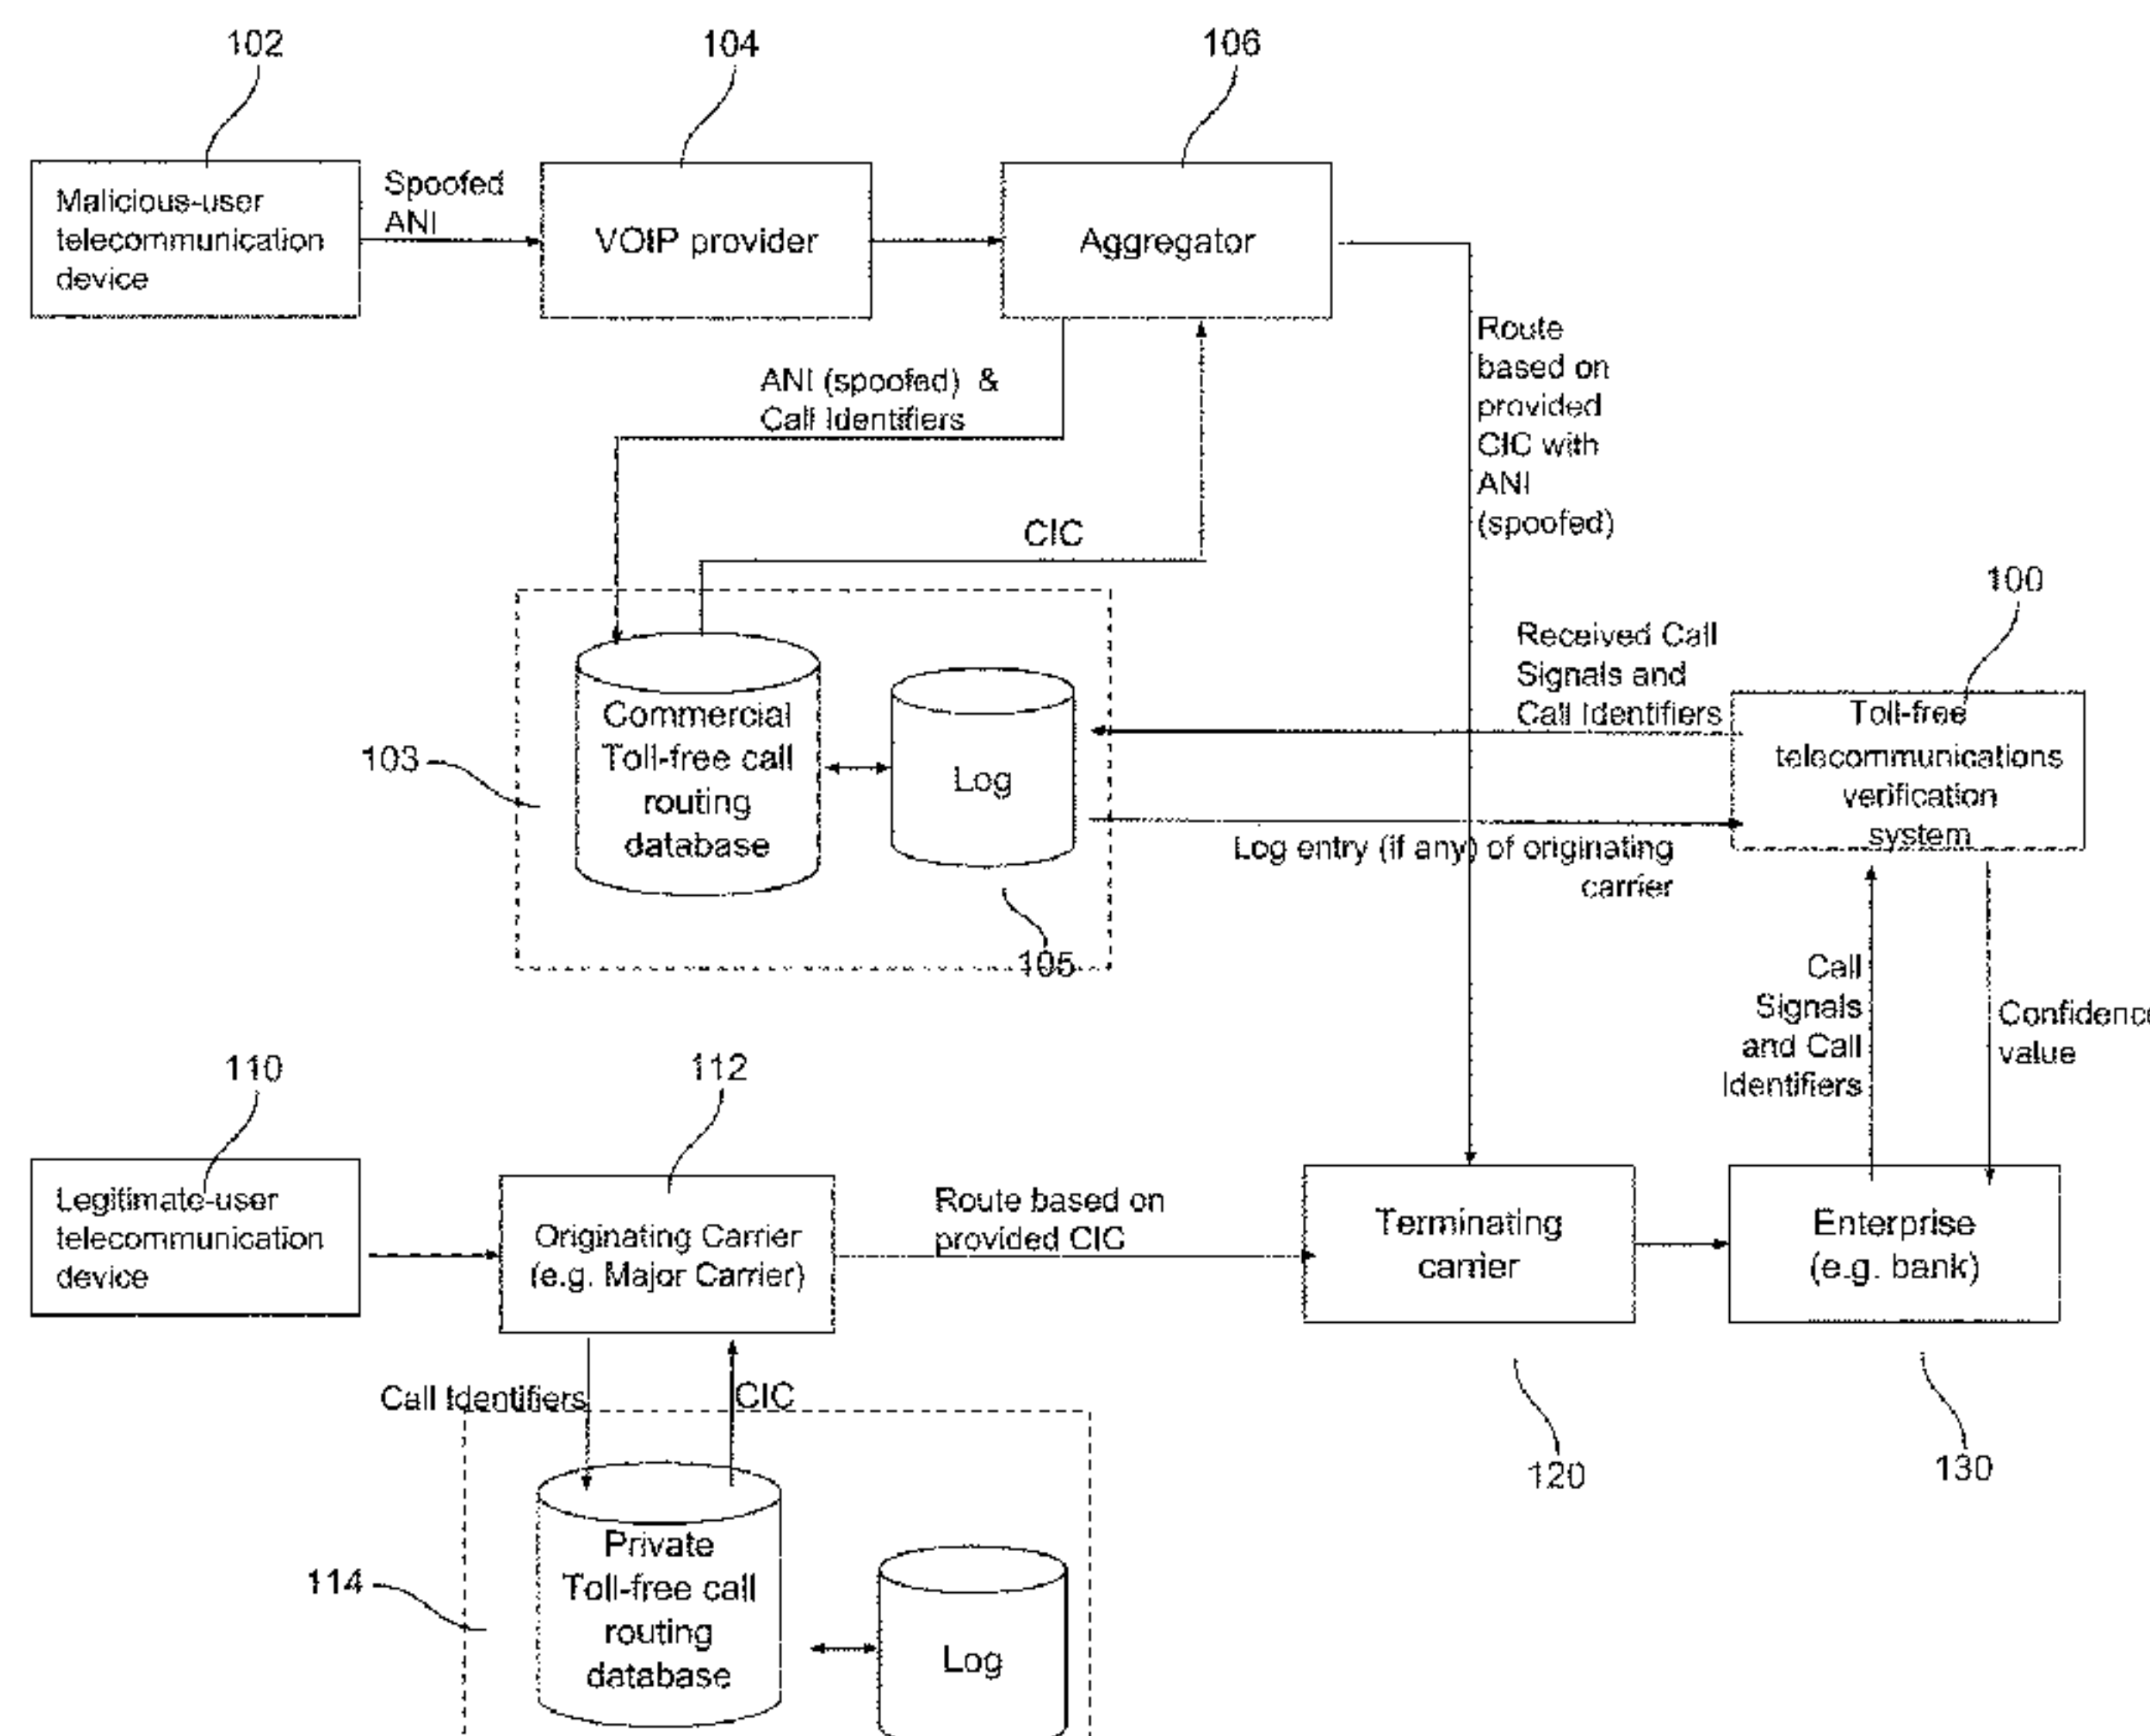 102
104
106
Malicious-user
telecommunication
device
Spoofed
ANI
VOIP provider
Aggregator
Route
based on
provided
CIC with
ANI
(spoofed)
ANI (spoofed) &
Call Identifiers
CIC
100
Received Call
Signals and
Call Identifiers
Toll-free
telecommunications
verification
system
103
Commercial
Toll-free call
routing
database
Log
Log entry (if any) of originating
carrier
105
Call
Signals
and Call
Identifiers
Confidence
value
110
112
Legitimate-user
telecommunication
device
Originating Carrier
(e.g. Major Carrier)
Route based on
provided CIC
Terminating
carrier
Enterprise
(e.g. bank)
Call Identifiers
CIC
120
130
114
Private
Toll-free call
routing
database
Log